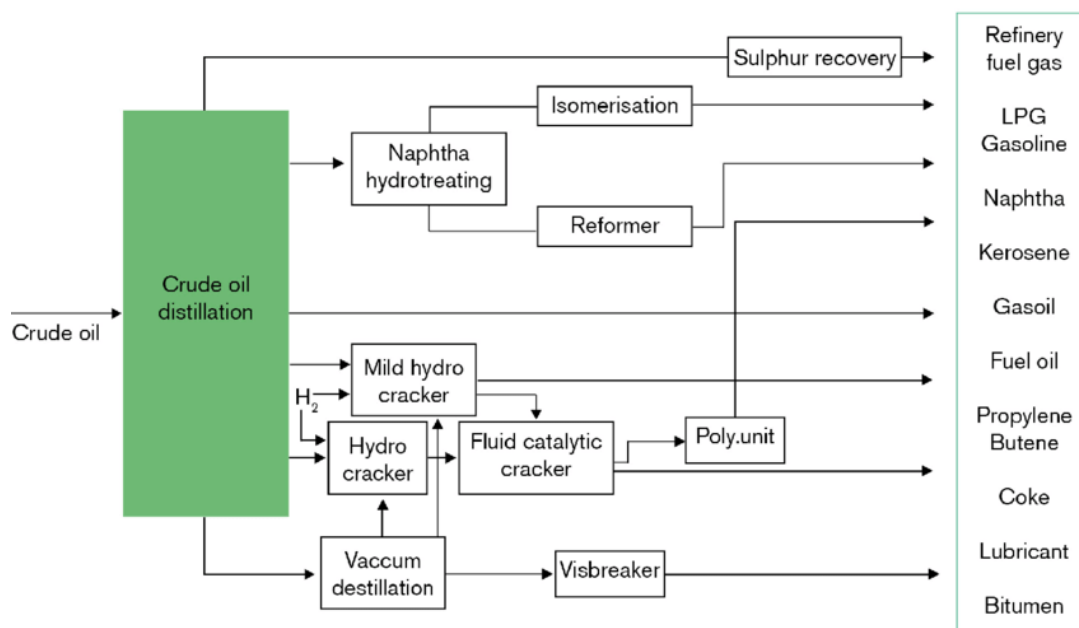 Sulphur recovery
Isomerisation
Naphtha
hydrotreating
Reformer
Crude oil
distillation
Crude oil
Mild hydro
cracker
H2
Hydro
cracker
Fluid catalytic
cracker
Poly.unit
Vaccum
destillation
Visbreaker
Refinery
fuel gas
LPG
Gasoline
Naphtha
Kerosene
Gasoil
Fuel oil
Propylene
Butene
Coke
Lubricant
Bitumen